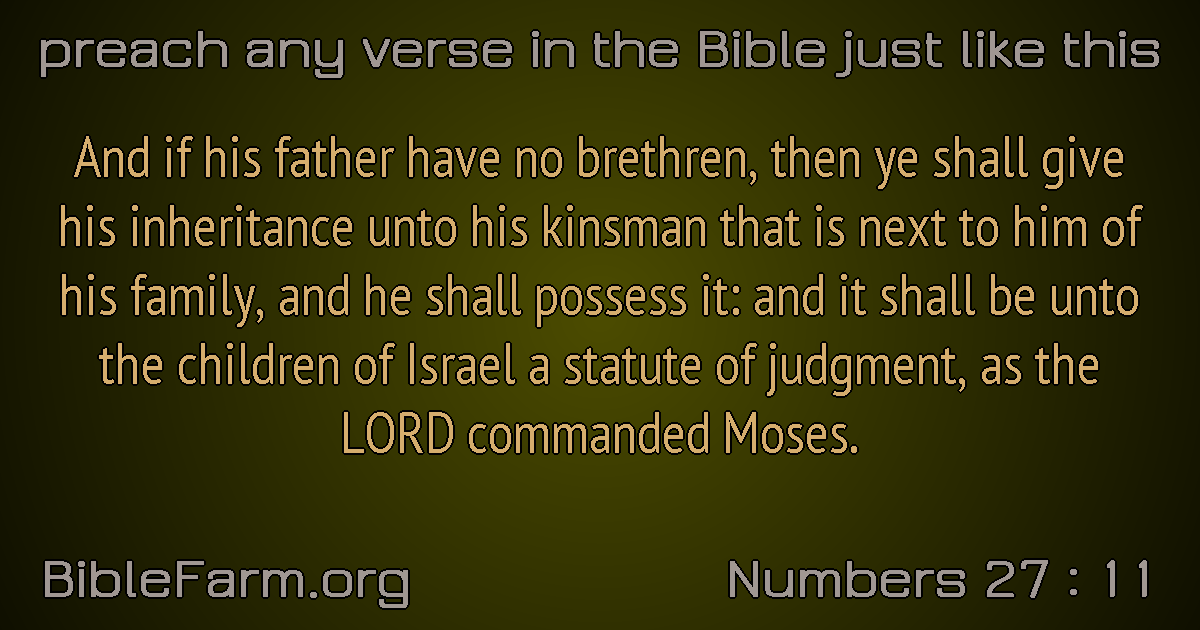 preach any verse in the Bible just like this
And if his father have no brethren, then ye shall give
his inheritance unto his kinsman that is next to him of
his family, and he shall possess it: and it shall be unto
the children of Israel a statute of judgment, as the
LORD commanded Moses.
BibleFarm.org
Numbers 27 : 11